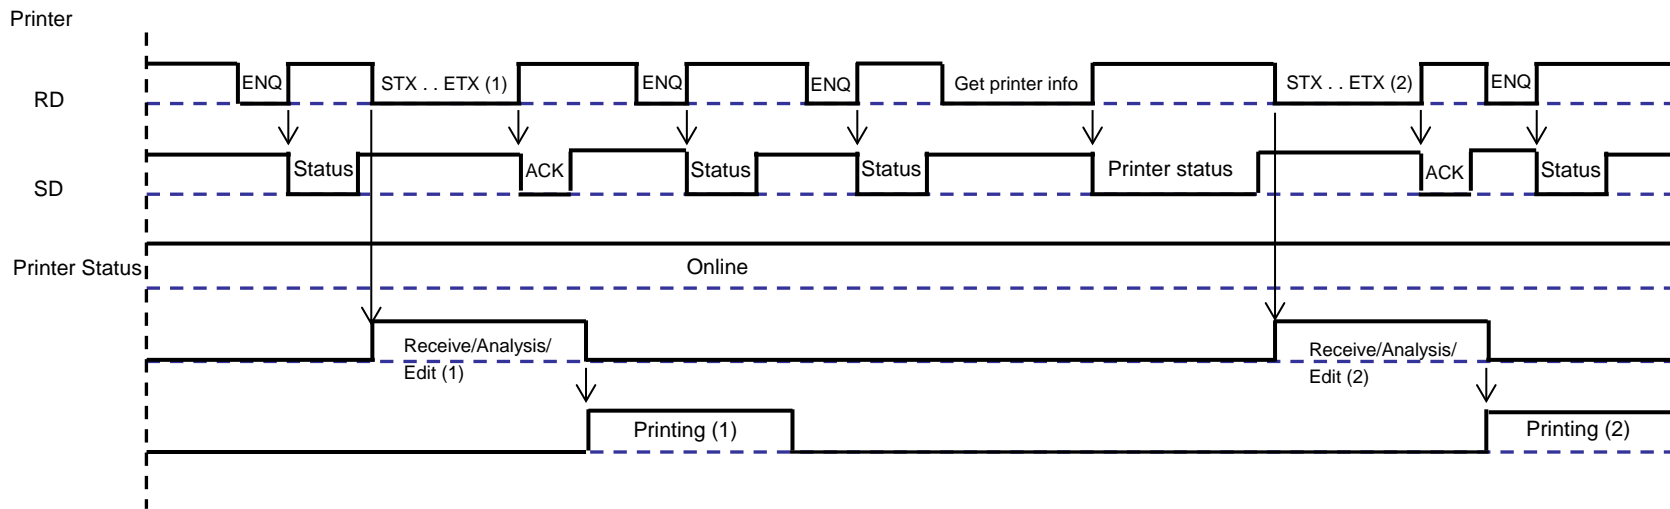 Printer
RD
ENQ
STX . . ETX (1)
ENQ
ENQ
Get printer info
STX . . ETX (2)
ENQ
SD
Status
ACK
Status
Status
Printer status
ACK
Status
Printer Status
Online
Receive/Analysis/
Edit (1)
Receive/Analysis/
Edit (2)
Printing (1)
Printing (2)